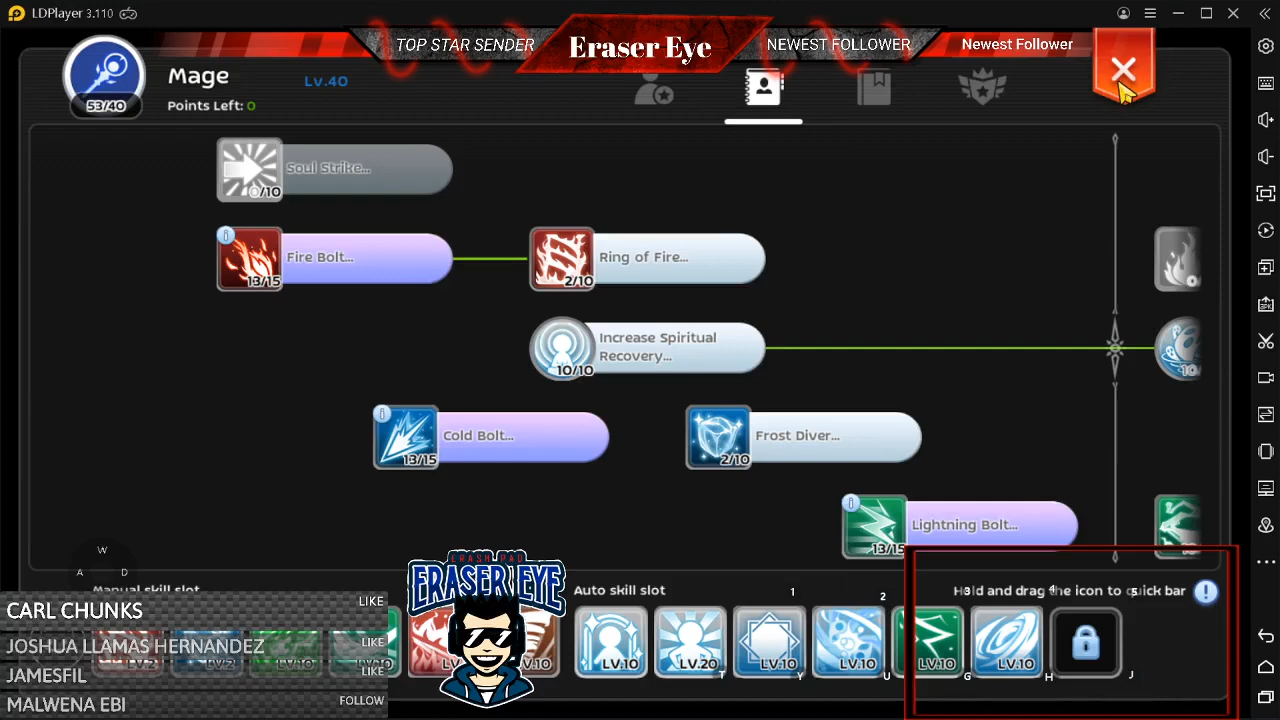 LDPlayer 3.110
TOP STAR SENDER
Eraser Eye
NEWEST FOLLOWER
Newest Follower
Mage
Lv.40
53/40
Points Left: 0
Soul Strike...
0/10
Fire Bolt...
13/15
Ring of Fire...
2/10
Increase Spiritual
Recovery...
10/10
Cold Bolt...
13/15
Frost Diver...
2/10
Lightning Bolt...
13/15
W
A D
Manual skill slot
Auto skill slot
1
2
Hold and drag the icon to quick bar
ERASH PAD
ERASER EYE
CARL CHUNKS LIKE
JOSHUA LLAMAS HERNANDEZ LIKE
JAMESFIL LIKE
MALWENA EBI FOLLOW
LV.10
LV.20
LV.10
LV.10
LV.10
LV.10
T
Y
U
G
H
J